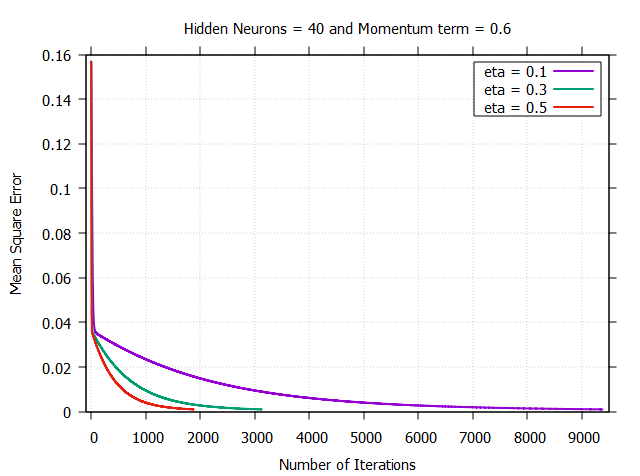 Hidden Neurons = 40 and Momentum term = 0.6
0.16
0.14
0.12
0.1
0.08
0.06
0.04
0.02
0
Mean Square Error
eta = 0.1
eta = 0.3
eta = 0.5
0 1000 2000 3000 4000 5000 6000 7000 8000 9000
Number of Iterations